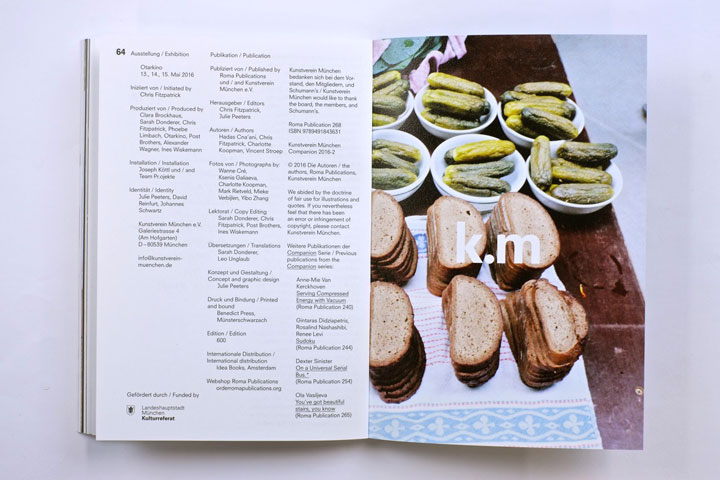 64
Ausstellung / Exhibition
Otarkino
13., 14., 15. Mai 2016
Iniziert von / Initiated by
Chris Fitzpatrick
Produziert von / Produced by
Clara Brockhaus,
Sarah Donderer, Chris
Fitzpatrick, Phoebe
Limbach, Otarkino, Post
Brothers, Alexander
Wagner, Ines Wiskemann
Installation / Installation
Joseph Köttl und / and
Team Projekte
Identität / Identity
Julie Peeters, David
Reinfurt, Johannes
Schwartz
Kunstverein München e.V.
Galeriestrasse 4
(Am Hofgarten)
D – 80539 München
info@kunstverein-
muenchen.de
Gefördert durch / Funded by
Landeshauptstadt
München
Kulturreferat
Publikation / Publication
Publiziert von / Published by
Roma Publications
und / and Kunstverein
München e.V.
Herausgeber / Editors
Chris Fitzpatrick,
Julie Peeters
Autoren / Authors
Hadas Cna'ani, Chris
Fitzpatrick, Charlotte
Koopman, Vincent Stroep
Fotos von / Photographs by:
Wanne Cré,
Ksenia Galiaeva,
Charlotte Koopman,
Mark Rietveld, Mieke
Verbijlen, Yibo Zhang
Lektorat / Copy Editing
Sarah Donderer, Chris
Fitzpatrick, Post Brothers,
Ines Wiskemann
Übersetzungen / Translations
Sarah Donderer,
Leo Unglaub
Konzept und Gestaltung /
Concept and graphic design
Julie Peeters
Druck und Bindung / Printed
and bound
Benedict Press,
Münsterschwarzach
Edition / Edition
600
Internationale Distribution /
International distribution
Idea Books, Amsterdam
Webshop Roma Publications
orderromapublications.org
Kunstverein München
bedanken sich bei dem Vor-
stand, den Mitgliedern, und
Schumann's / Kunstverein
München would like to thank
the board, the members, and
Schumann's.
Roma Publication 268
ISBN 9789491843631
Kunstverein München
Companion 2016-2
© 2016 Die Autoren / the
authors, Roma Publications,
Kunstverein München
We abided by the doctrine
of fair use for illustrations and
quotes. If you nevertheless
feel that there has been
an error or infringement of
copyright, please contact
Kunstverein München.
Weitere Publikationen der
Companion Serie / Previous
publications from the
Companion series:
Anne-Mie Van
Kerckhoven
Serving Compressed
Energy with Vacuum
(Roma Publication 240)
Gintaras Didžiapetris,
Rosalind Nashashibi,
Renee Levi
Sudoku
(Roma Publication 244)
Dexter Sinister
On a Universal Serial
Bus.*
(Roma Publication 254)
Ola Vasiljeva
You've got beautiful
stairs, you know
(Roma Publication 265)
k.m